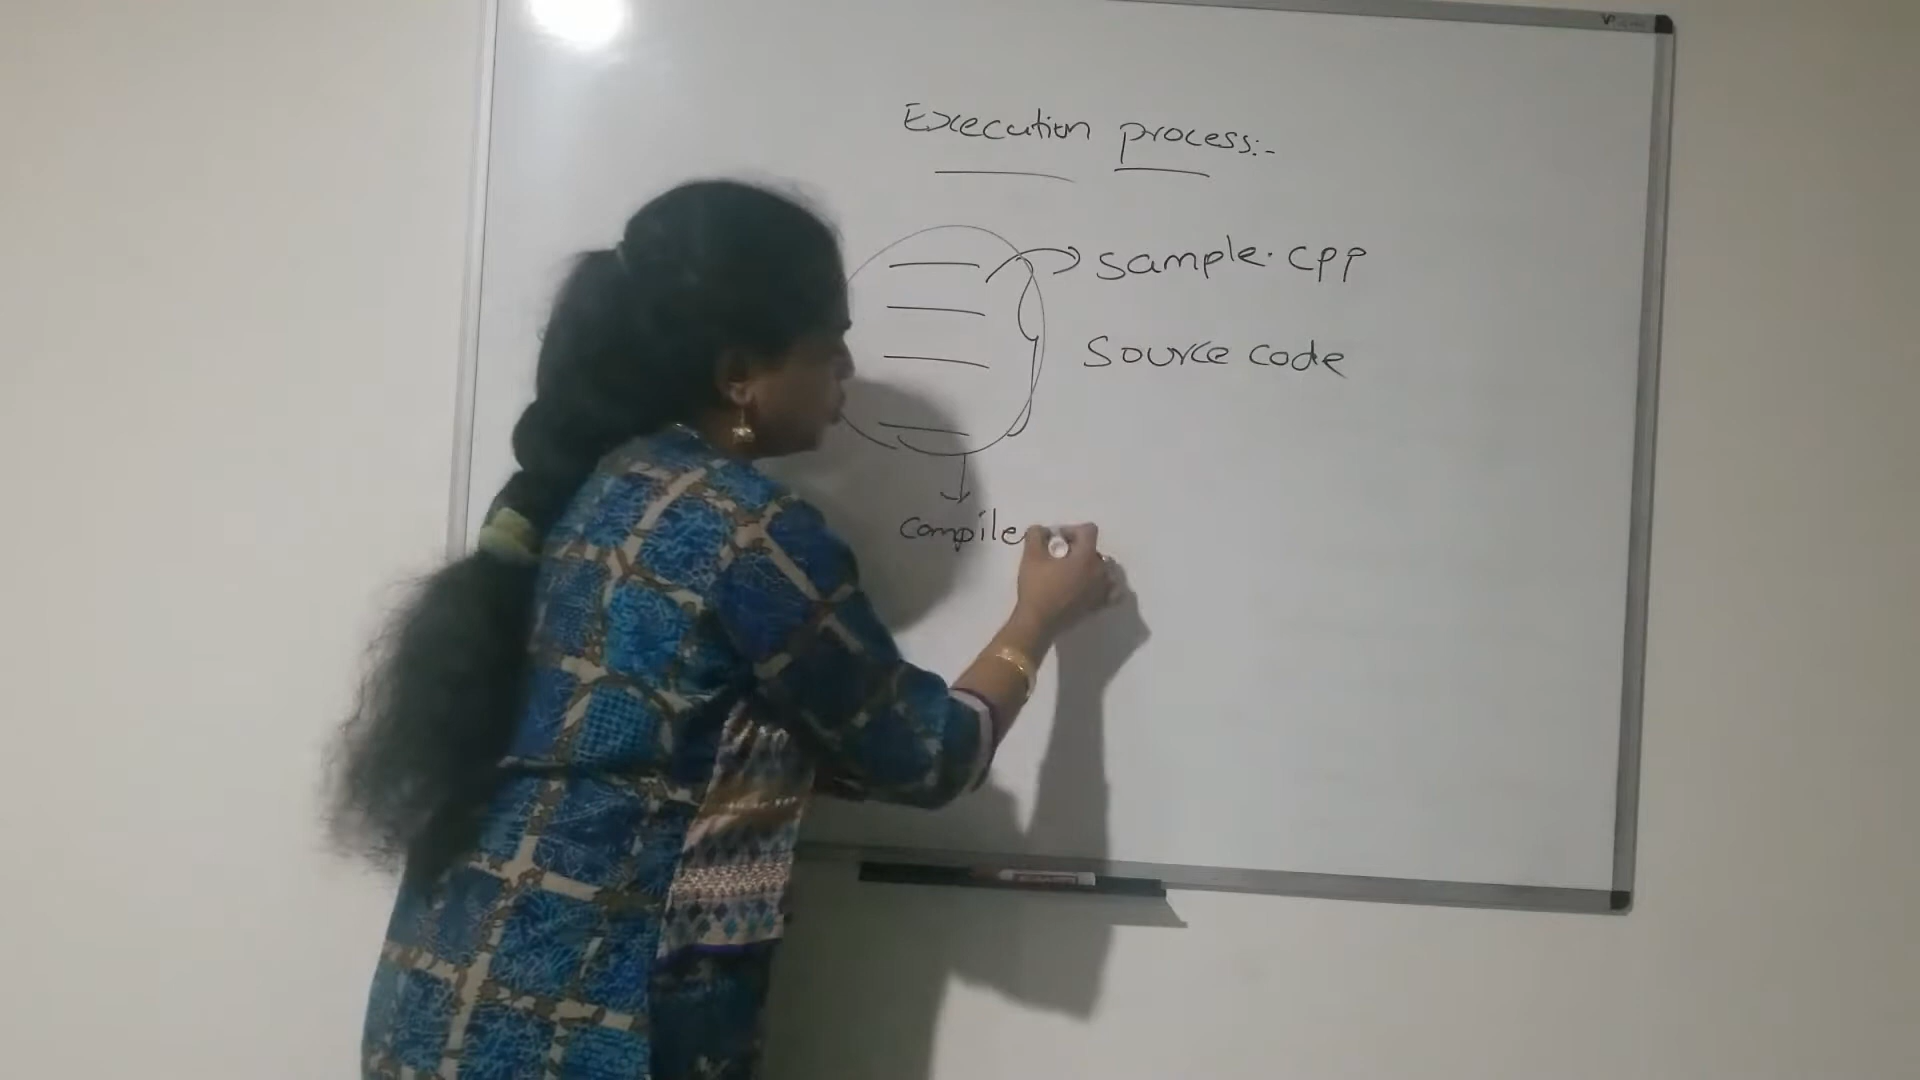 Execution process:-
sample.cpp
Source code
compile